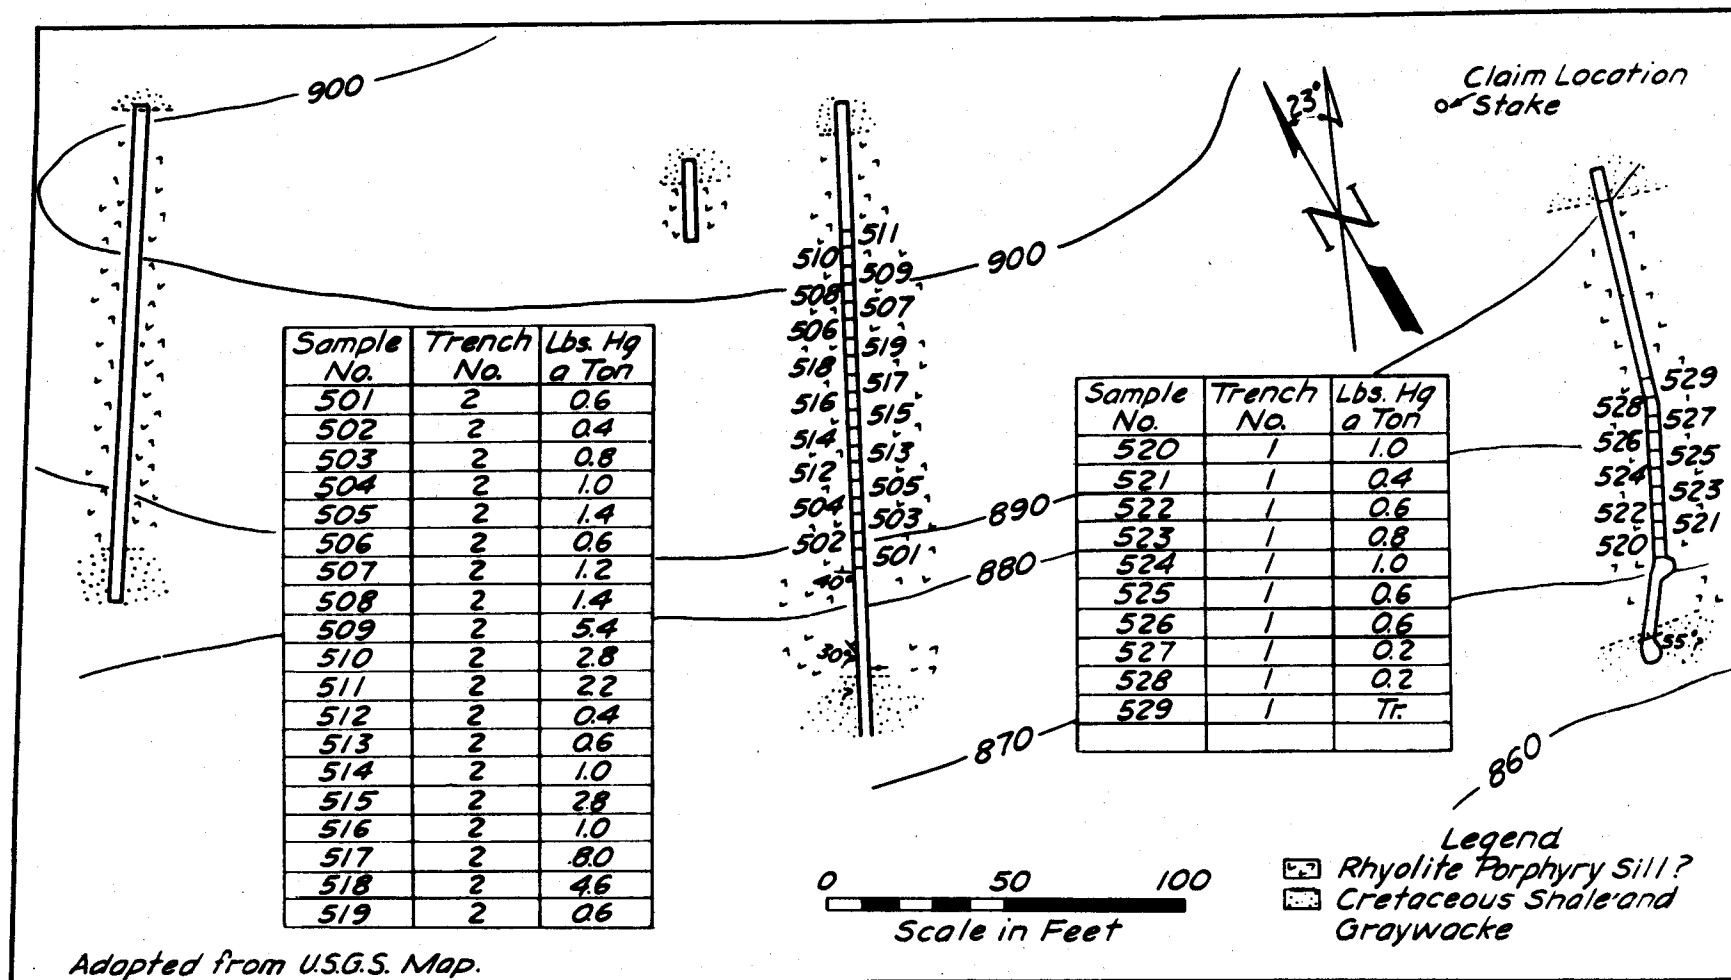 900
23°
Claim Location
Stake
N
511
510
509
900
508
507
506
519
518
517
516
515
514
513
512
505
504
503
502
501
40°
30°
?
890
880
870
529
528
527
526
525
524
523
522
521
520
55°?
860
Sample No. Trench No. Lbs. Hg a Ton
501 2 0.6
502 2 0.4
503 2 0.8
504 2 1.0
505 2 1.4
506 2 0.6
507 2 1.2
508 2 1.4
509 2 5.4
510 2 2.8
511 2 2.2
512 2 0.4
513 2 0.6
514 2 1.0
515 2 2.8
516 2 1.0
517 2 8.0
518 2 4.6
519 2 0.6
Sample No. Trench No. Lbs. Hg a Ton
520 1 1.0
521 1 0.4
522 1 0.6
523 1 0.8
524 1 1.0
525 1 0.6
526 1 0.6
527 1 0.2
528 1 0.2
529 1 Tr.
0 50 100
Scale in Feet
Legend
Rhyolite Porphyry Sill?
Cretaceous Shale and
Graywacke
Adapted from U.S.G.S. Map.